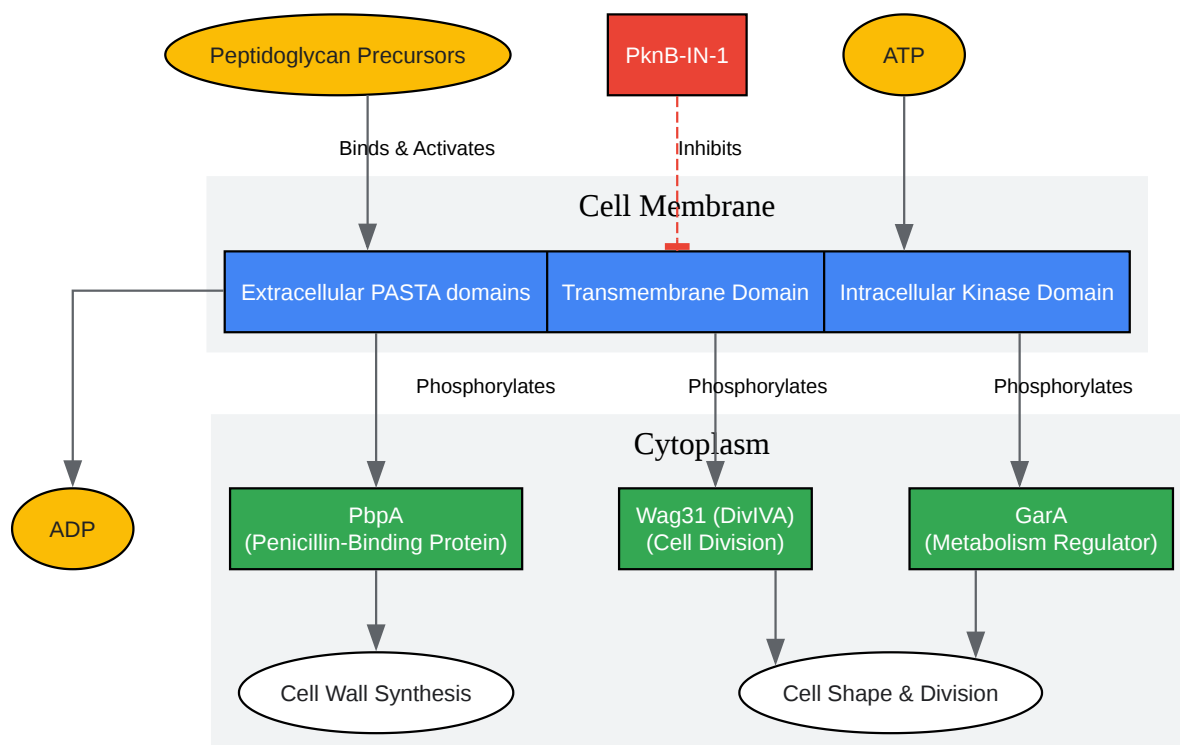 Peptidoglycan Precursors
PknB-IN-1
ATP
Binds & Activates
Inhibits
Cell Membrane
Extracellular PASTA domains
Transmembrane Domain
Intracellular Kinase Domain
Phosphorylates
Phosphorylates
Phosphorylates
Cytoplasm
ADP
PbpA
(Penicillin-Binding Protein)
Wag31 (DivIVA)
(Cell Division)
GarA
(Metabolism Regulator)
Cell Wall Synthesis
Cell Shape & Division